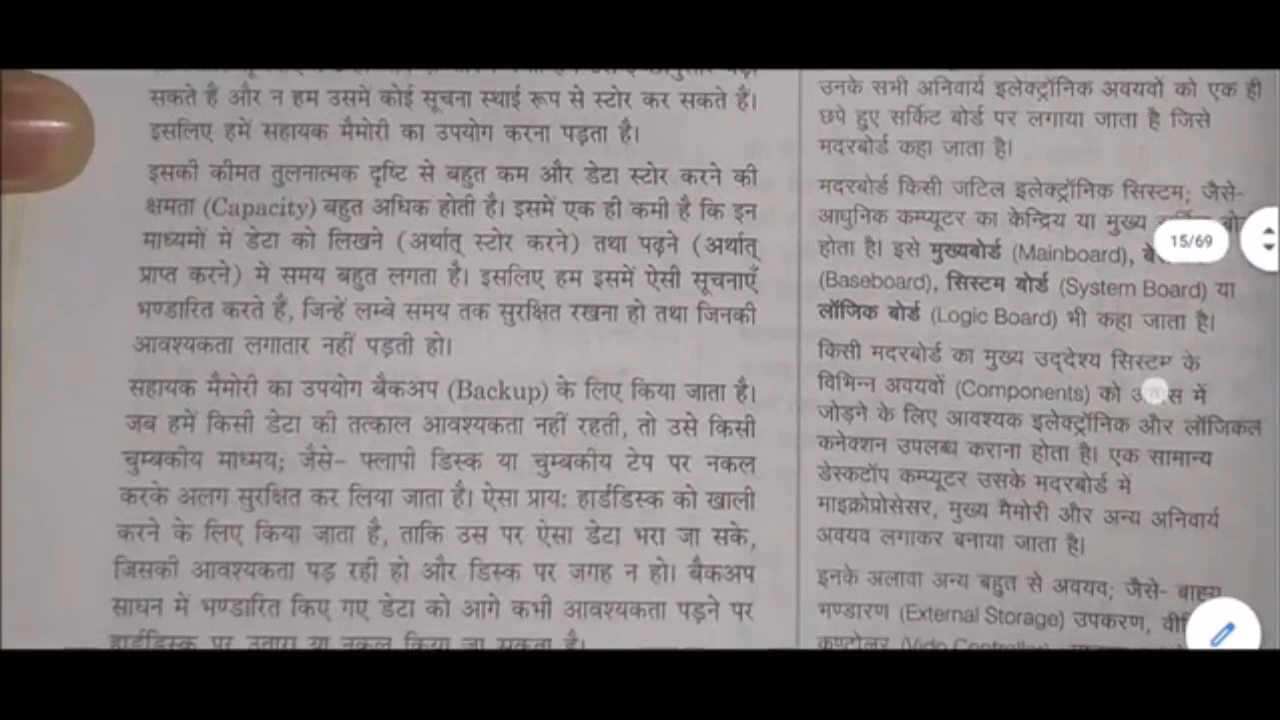 सकते हैं और न हम उसमें कोई सूचना स्थाई रूप से स्टोर कर सकते हैं।
इसलिए हमें सहायक मैमोरी का उपयोग करना पड़ता है।
इसकी कीमत तुलनात्मक दृष्टि से बहुत कम और डेटा स्टोर करने की
क्षमता (Capacity) बहुत अधिक होती है। इसमें एक ही कमी है कि इन
माध्यमों में डेटा को लिखने (अर्थात् स्टोर करने) तथा पढ़ने (अर्थात्
प्राप्त करने) में समय बहुत लगता है। इसलिए हम इसमें ऐसी सूचनाएँ
भण्डारित करते हैं, जिन्हें लम्बे समय तक सुरक्षित रखना हो तथा जिनकी
आवश्यकता लगातार नहीं पड़ती हो।
सहायक मैमोरी का उपयोग बैकअप (Backup) के लिए किया जाता है।
जब हमें किसी डेटा की तत्काल आवश्यकता नहीं रहती, तो उसे किसी
चुम्बकीय माध्मय; जैसे- फ्लापी डिस्क या चुम्बकीय टेप पर नकल
करके अलग सुरक्षित कर लिया जाता है। ऐसा प्राय: हार्डडिस्क को खाली
करने के लिए किया जाता है, ताकि उस पर ऐसा डेटा भरा जा सके,
जिसकी आवश्यकता पड़ रही हो और डिस्क पर जगह न हो। बैकअप
साधन में भण्डारित किए गए डेटा को आगे कभी आवश्यकता पड़ने पर
हार्डडिस्क पर उतारा या नकल किया जा सकता है।
उनके सभी अनिवार्य इलेक्ट्रॉनिक अवयवों को एक ही
छपे हुए सर्किट बोर्ड पर लगाया जाता है जिसे
मदरबोर्ड कहा जाता है।
मदरबोर्ड किसी जटिल इलेक्ट्रॉनिक सिस्टम; जैसे-
आधुनिक कम्प्यूटर का केन्द्रिय या मुख्य
होता है। इसे मुख्यबोर्ड (Mainboard),
(Baseboard), सिस्टम बोर्ड (System Board) या
लॉजिक बोर्ड (Logic Board) भी कहा जाता है।
किसी मदरबोर्ड का मुख्य उद्देश्य सिस्टम के
विभिन्न अवयवों (Components) को में
जोड़ने के लिए आवश्यक इलेक्ट्रॉनिक और लॉजिकल
कनेक्शन उपलब्ध कराना होता है। एक सामान्य
डेस्कटॉप कम्प्यूटर उसके मदरबोर्ड में
माइक्रोप्रोसेसर, मुख्य मैमोरी और अन्य अनिवार्य
अवयव लगाकर बनाया जाता है।
इनके अलावा अन्य बहुत से अवयव; जैसे- बाह्य
भण्डारण (External Storage) उपकरण,
15/69